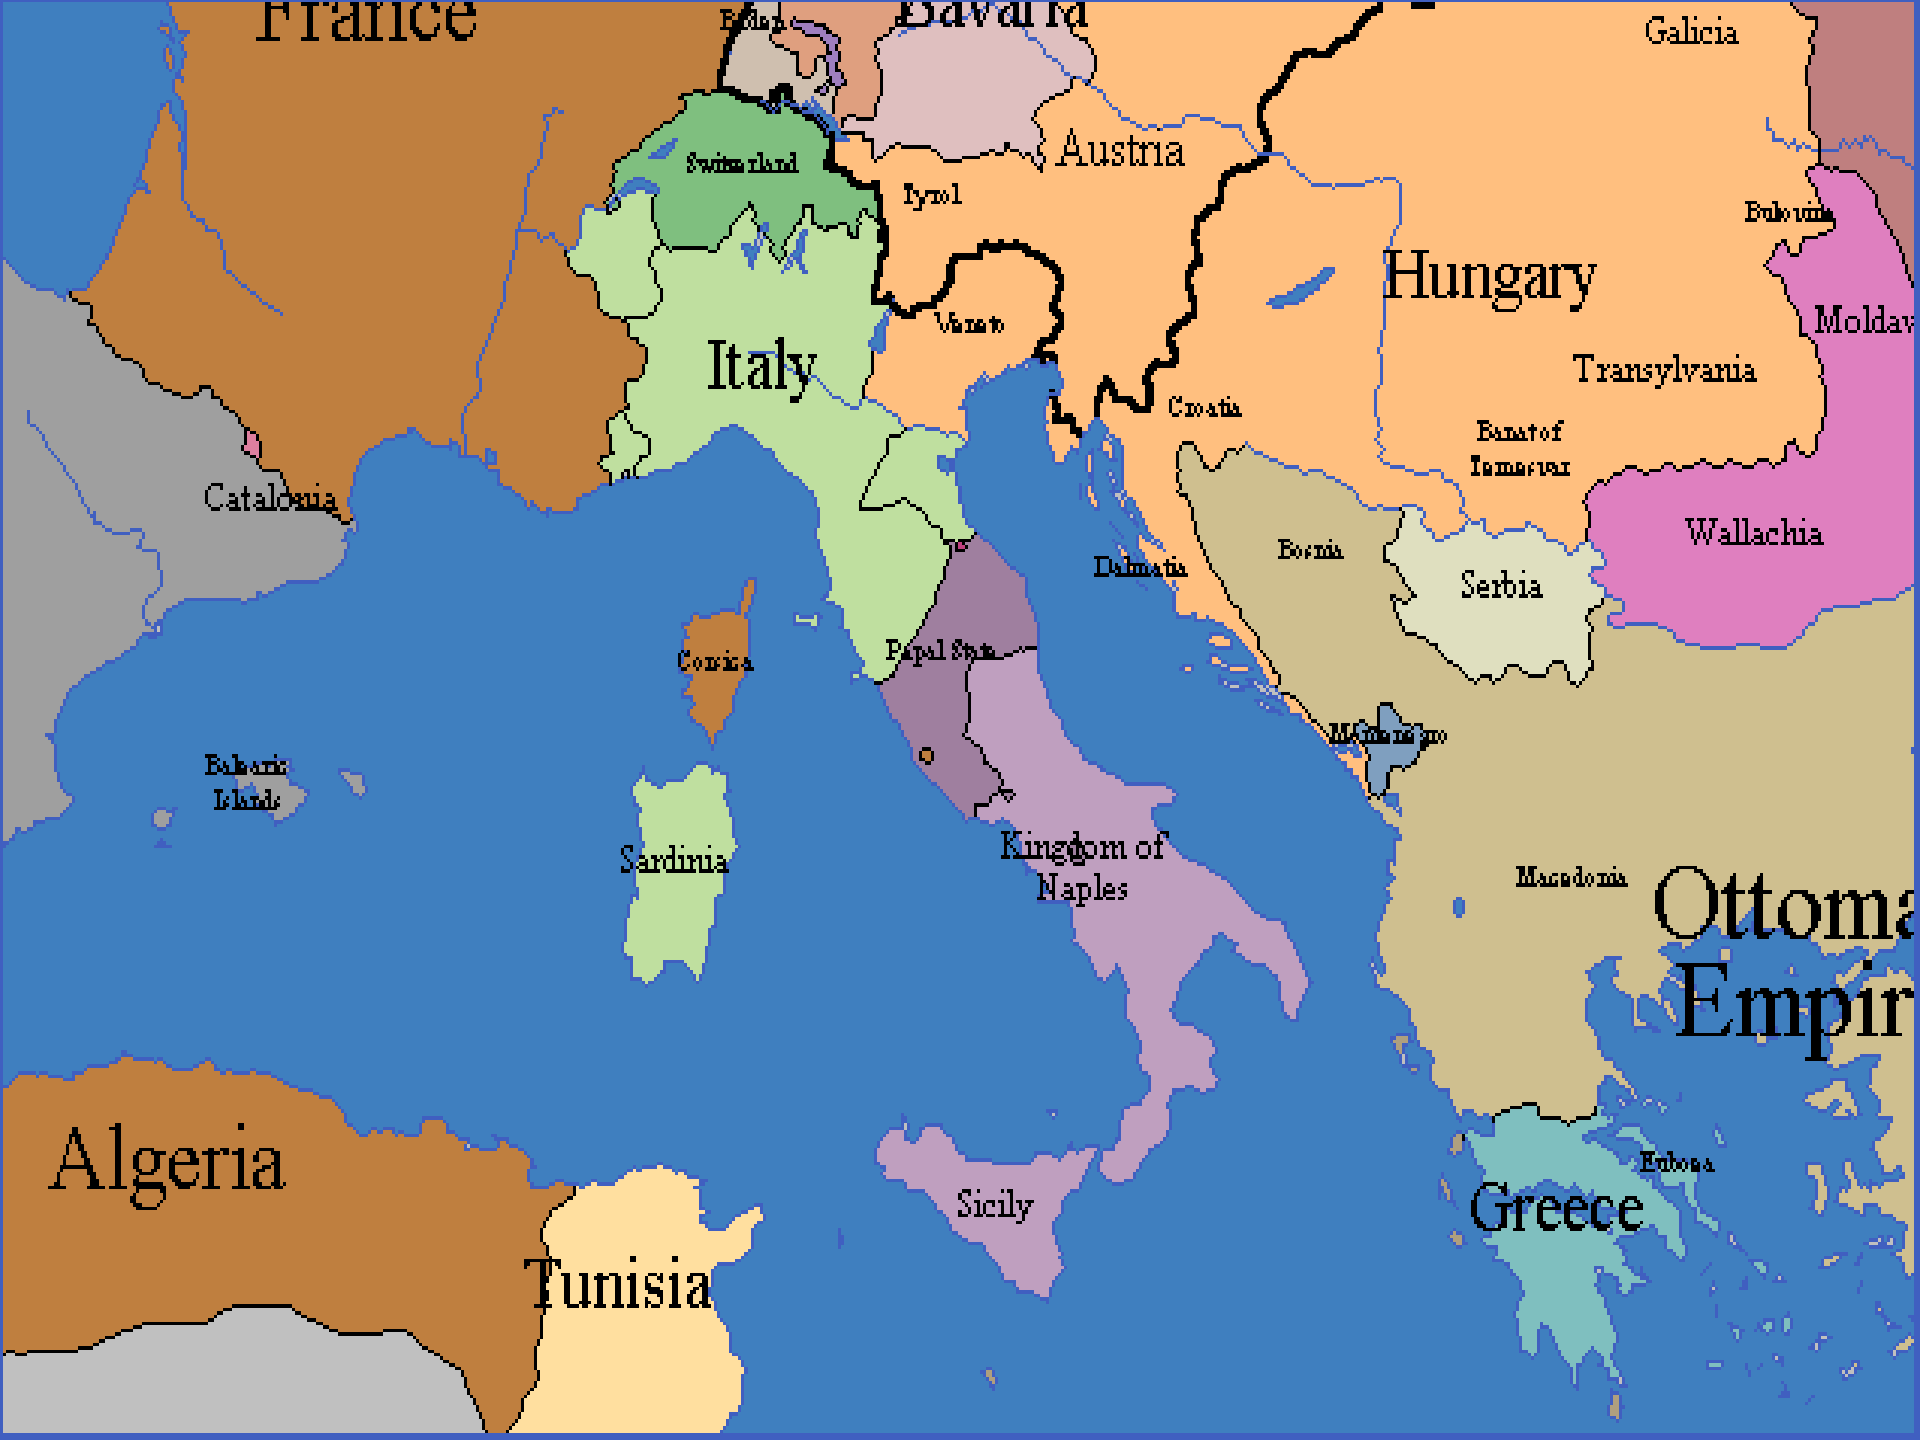 France
Baden
Bavaria
Galicia
Switzerland
Austria
Tyrol
Bukovina
Hungary
Veneto
Moldav
Italy
Transylvania
Croatia
Banat of
Temesvar
Catalonia
Wallachia
Bosnia
Dalmatia
Serbia
Papal State
Corsica
Montenegro
Balearic
Islands
Kingdom of
Naples
Sardinia
Macedonia
Ottoma
Empir
Algeria
Euboea
Sicily
Greece
Tunisia